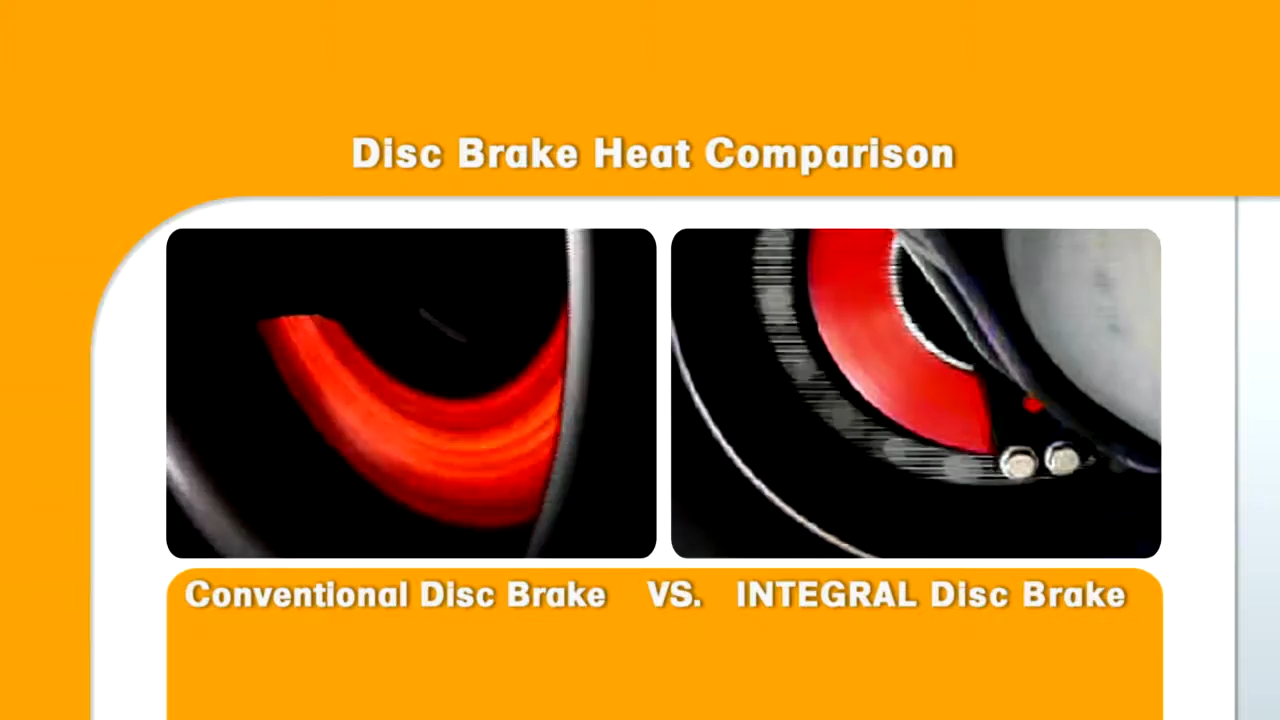 Disc Brake Heat Comparison
Conventional Disc Brake VS. INTEGRAL Disc Brake